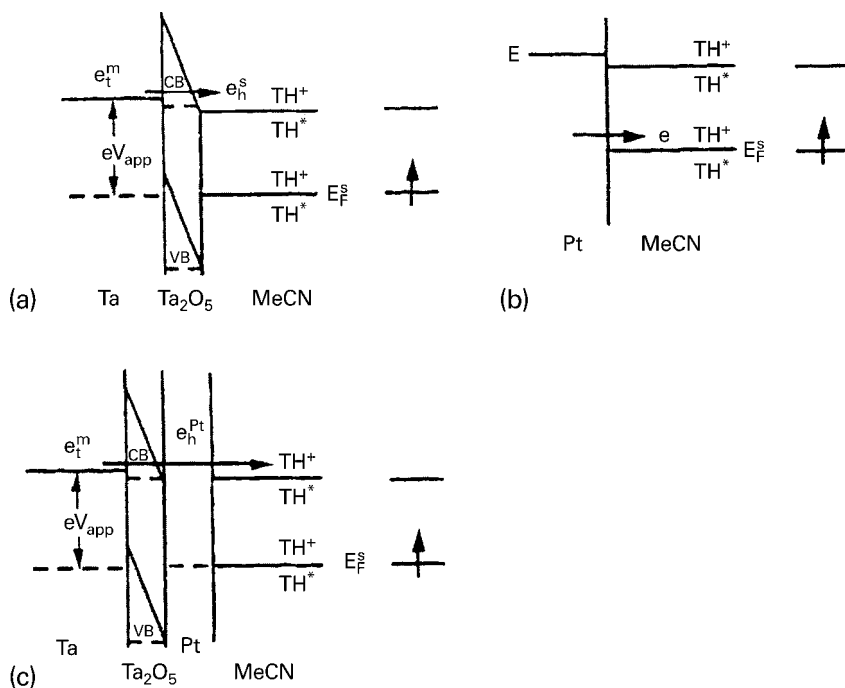 e_t^m CB e_h^s TH⁺
TH*
eV_app
TH⁺
E_F^s
TH*
VB
(a) Ta Ta₂O₅ MeCN
E TH⁺
TH*
e TH⁺
E_F^s
TH*
Pt MeCN
(b)
e_t^m CB e_h^Pt TH⁺
TH*
eV_app
TH⁺
E_F^s
TH*
VB
Ta Pt
Ta₂O₅ MeCN
(c)